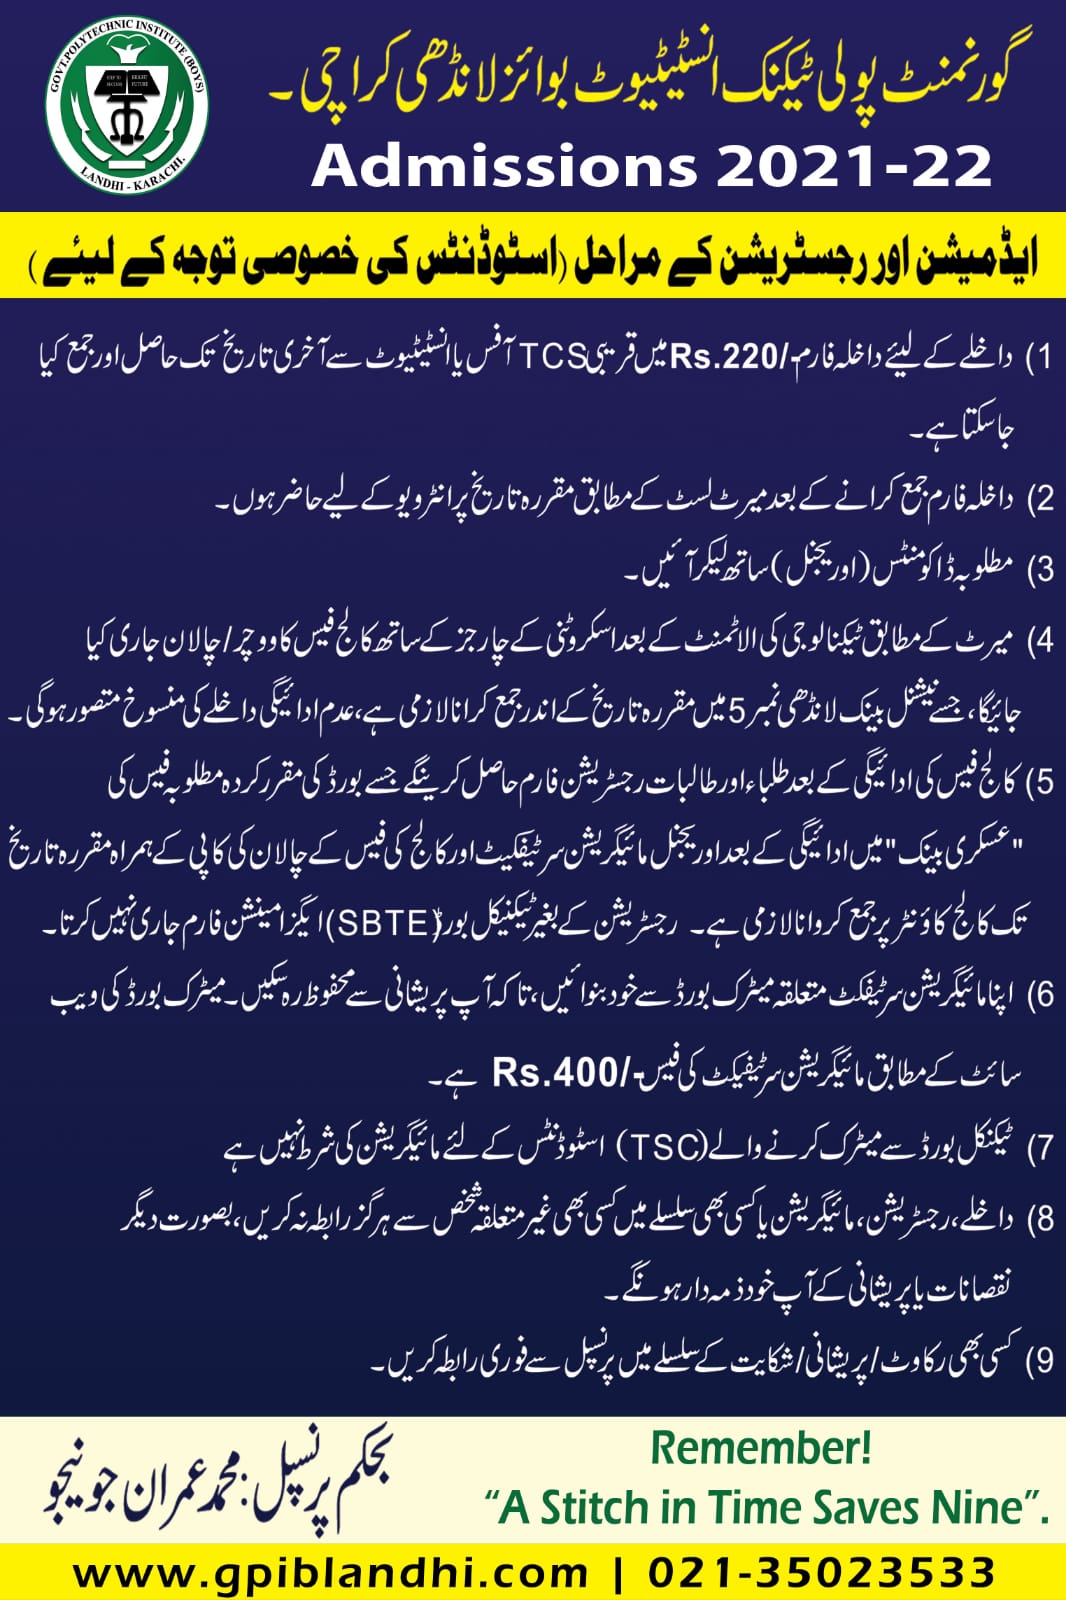 GOVT.POLYTECHNIC INSTITUTE (BOYS)
STEP TO SUCCESS
BRIGHT FUTURE
LANDHI - KARACHI.
گورنمنٹ پولی ٹیکنک انسٹیٹیوٹ بوائز لانڈھی کراچی۔
Admissions 2021-22
ایڈمیشن اور رجسٹریشن کے مراحل (اسٹوڈنٹس کی خصوصی توجہ کے لیئے)
1) داخلے کے لیئے داخلہ فارم Rs.220/- میں قریبی TCS آفس یا انسٹیٹیوٹ سے آخری تاریخ تک حاصل اور جمع کیا
جاسکتا ہے۔
2) داخلہ فارم جمع کرانے کے بعد میرٹ لسٹ کے مطابق مقررہ تاریخ پر انٹرویو کے لیے حاضر ہوں۔
3) مطلوبہ ڈاکومنٹس (اوریجنل) ساتھ لیکر آئیں۔
4) میرٹ کے مطابق ٹیکنالوجی کی الاٹمنٹ کے بعد اسکروٹنی کے چارجز کے ساتھ کالج فیس کا ووچر/چالان جاری کیا
جائیگا، جسے نیشنل بینک لانڈھی نمبر 5 میں مقررہ تاریخ کے اندر جمع کرانا لازمی ہے، عدم ادائیگی داخلے کی منسوخ متصور ہوگی۔
5) کالج فیس کی ادائیگی کے بعد طلباء اور طالبات رجسٹریشن فارم حاصل کرینگے جسے بورڈ کی مقرر کردہ مطلوبہ فیس کی
"عسکری بینک" میں ادائیگی کے بعد اوریجنل مائیگریشن سرٹیفکیٹ اور کالج کی فیس کے چالان کی کاپی کے ہمراہ مقررہ تاریخ
تک کالج کاؤنٹر پر جمع کروانا لازمی ہے۔ رجسٹریشن کے بغیر ٹیکنیکل بورڈ (SBTE) ایگزامینشن فارم جاری نہیں کرتا۔
6) اپنا مائیگریشن سرٹیفکٹ متعلقہ میٹرک بورڈ سے خود بنوائیں، تاکہ آپ پریشانی سے محفوظ رہ سکیں۔ میٹرک بورڈ کی ویب
سائٹ کے مطابق مائیگریشن سرٹیفیکٹ کی فیس Rs.400/- ہے۔
7) ٹیکنکل بورڈ سے میٹرک کرنے والے (TSC) اسٹوڈنٹس کے لئے مائیگریشن کی شرط نہیں ہے
8) داخلے، رجسٹریشن، مائیگریشن یا کسی بھی سلسلے میں کسی بھی غیر متعلقہ شخص سے ہرگز رابطہ نہ کریں، بصورت دیگر
نقصانات یا پریشانی کے آپ خود ذمہ دار ہونگے۔
9) کسی بھی رکاوٹ/پریشانی/شکایت کے سلسلے میں پرنسپل سے فوری رابطہ کریں۔
بحکم پرنسپل: محمد عمران جونیجو
Remember!
“A Stitch in Time Saves Nine”.
www.gpiblandhi.com | 021-35023533